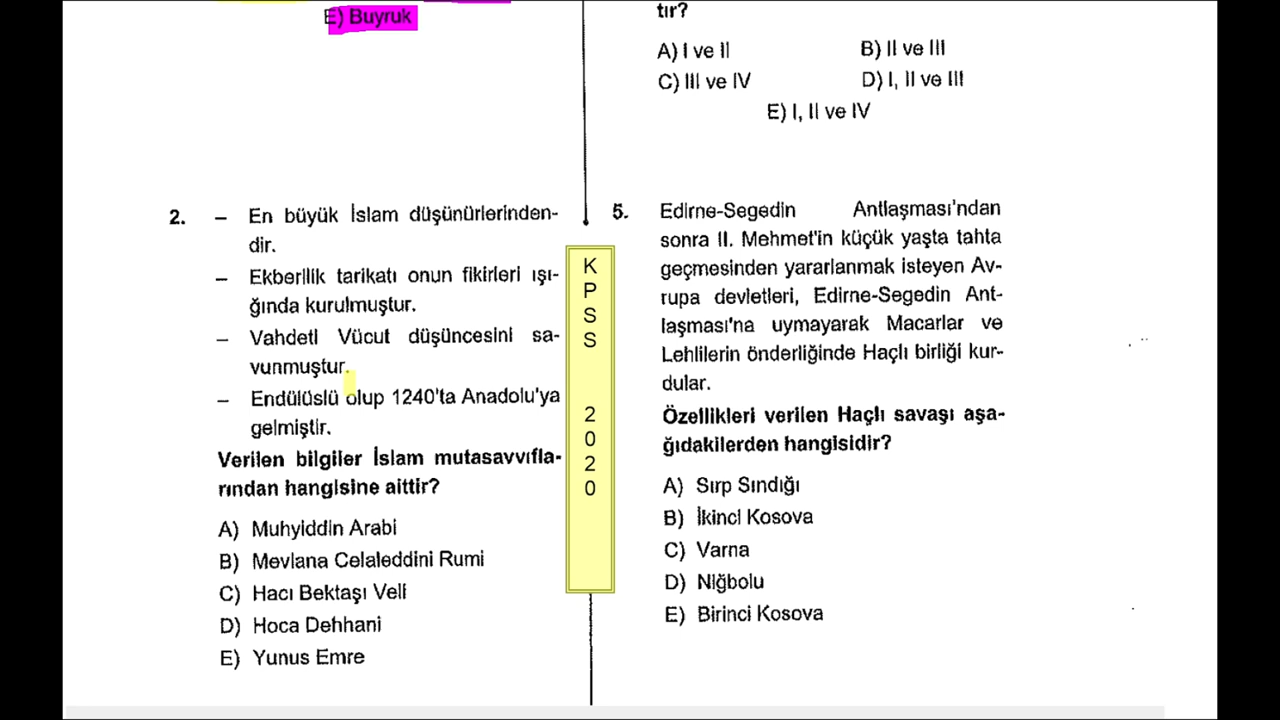 E) Buyruk
2. – En büyük İslam düşünürlerinden-
dir.
– Ekberilik tarikatı onun fikirleri ışı-
ğında kurulmuştur.
– Vahdeti Vücut düşüncesini sa-
vunmuştur.
– Endülüslü olup 1240'ta Anadolu'ya
gelmiştir.
Verilen bilgiler İslam mutasavvıfla-
rından hangisine aittir?
A) Muhyiddin Arabi
B) Mevlana Celaleddini Rumi
C) Hacı Bektaşı Veli
D) Hoca Dehhani
E) Yunus Emre
K
P
S
S
2
0
2
0
tır?
A) I ve II B) II ve III
C) III ve IV D) I, II ve III
E) I, II ve IV
5. Edirne-Segedin Antlaşması'ndan
sonra II. Mehmet'in küçük yaşta tahta
geçmesinden yararlanmak isteyen Av-
rupa devletleri, Edirne-Segedin Ant-
laşması'na uymayarak Macarlar ve
Lehlilerin önderliğinde Haçlı birliği kur-
dular.
Özellikleri verilen Haçlı savaşı aşa-
ğıdakilerden hangisidir?
A) Sırp Sındığı
B) İkinci Kosova
C) Varna
D) Niğbolu
E) Birinci Kosova